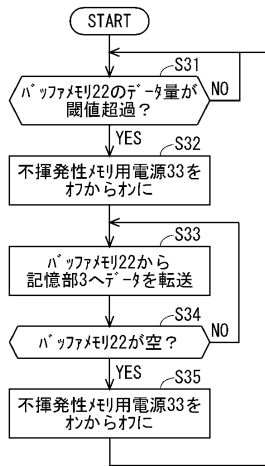 START
S31
ﾊﾞｯﾌｧﾒﾓﾘ22のﾃﾞｰﾀ量が
閾値超過？
NO
YES
S32
不揮発性ﾒﾓﾘ用電源33を
ｵﾌからｵﾝに
S33
ﾊﾞｯﾌｧﾒﾓﾘ22から
記憶部3へﾃﾞｰﾀを転送
S34
ﾊﾞｯﾌｧﾒﾓﾘ22が空？
NO
YES
S35
不揮発性ﾒﾓﾘ用電源33を
ｵﾝからｵﾌに